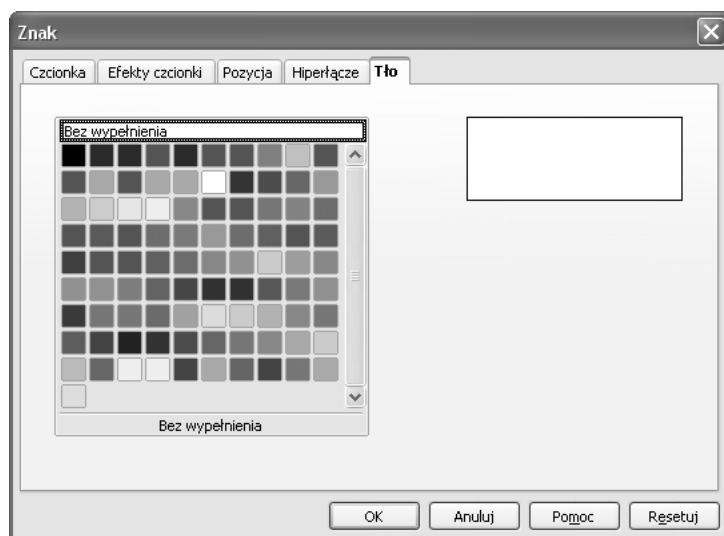 Znak
Czcionka Efekty czcionki Pozycja Hiperłącze Tło
Bez wypełnienia
Bez wypełnienia
OK Anuluj Pomoc Resetuj